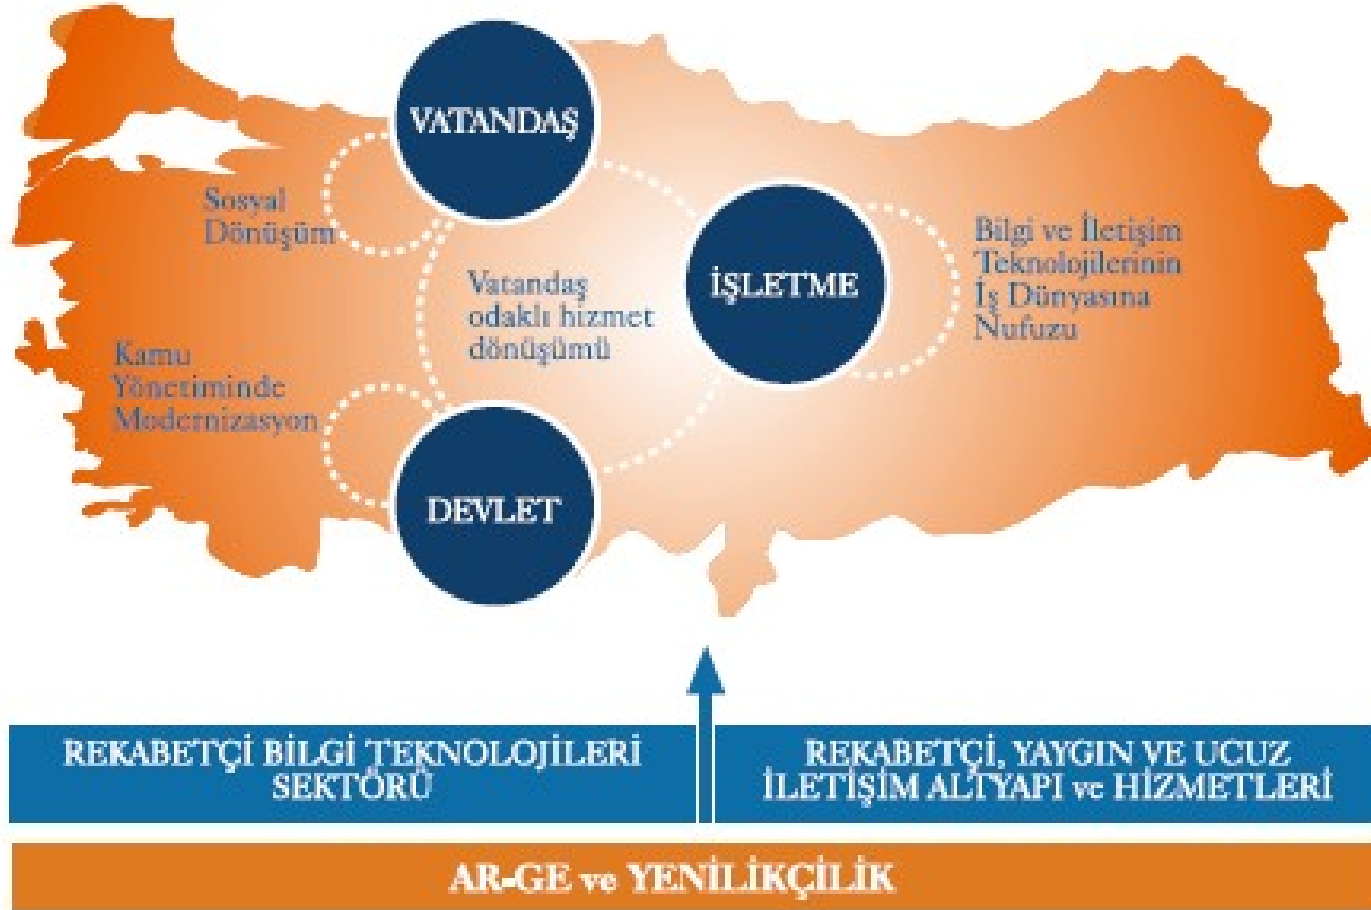 VATANDAŞ
Sosyal
Dönüşüm
Vatandaş
odaklı hizmet
dönüşümü
İŞLETME
Bilgi ve İletişim
Teknolojilerinin
İş Dünyasına
Nufuzu
Kamu
Yönetiminde
Modernizasyon
DEVLET
REKABETÇİ BİLGİ TEKNOLOJİLERİ
SEKTÖRÜ
REKABETÇİ, YAYGIN VE UCUZ
İLETİŞİM ALTYAPI ve HİZMETLERİ
AR-GE ve YENİLİKÇİLİK